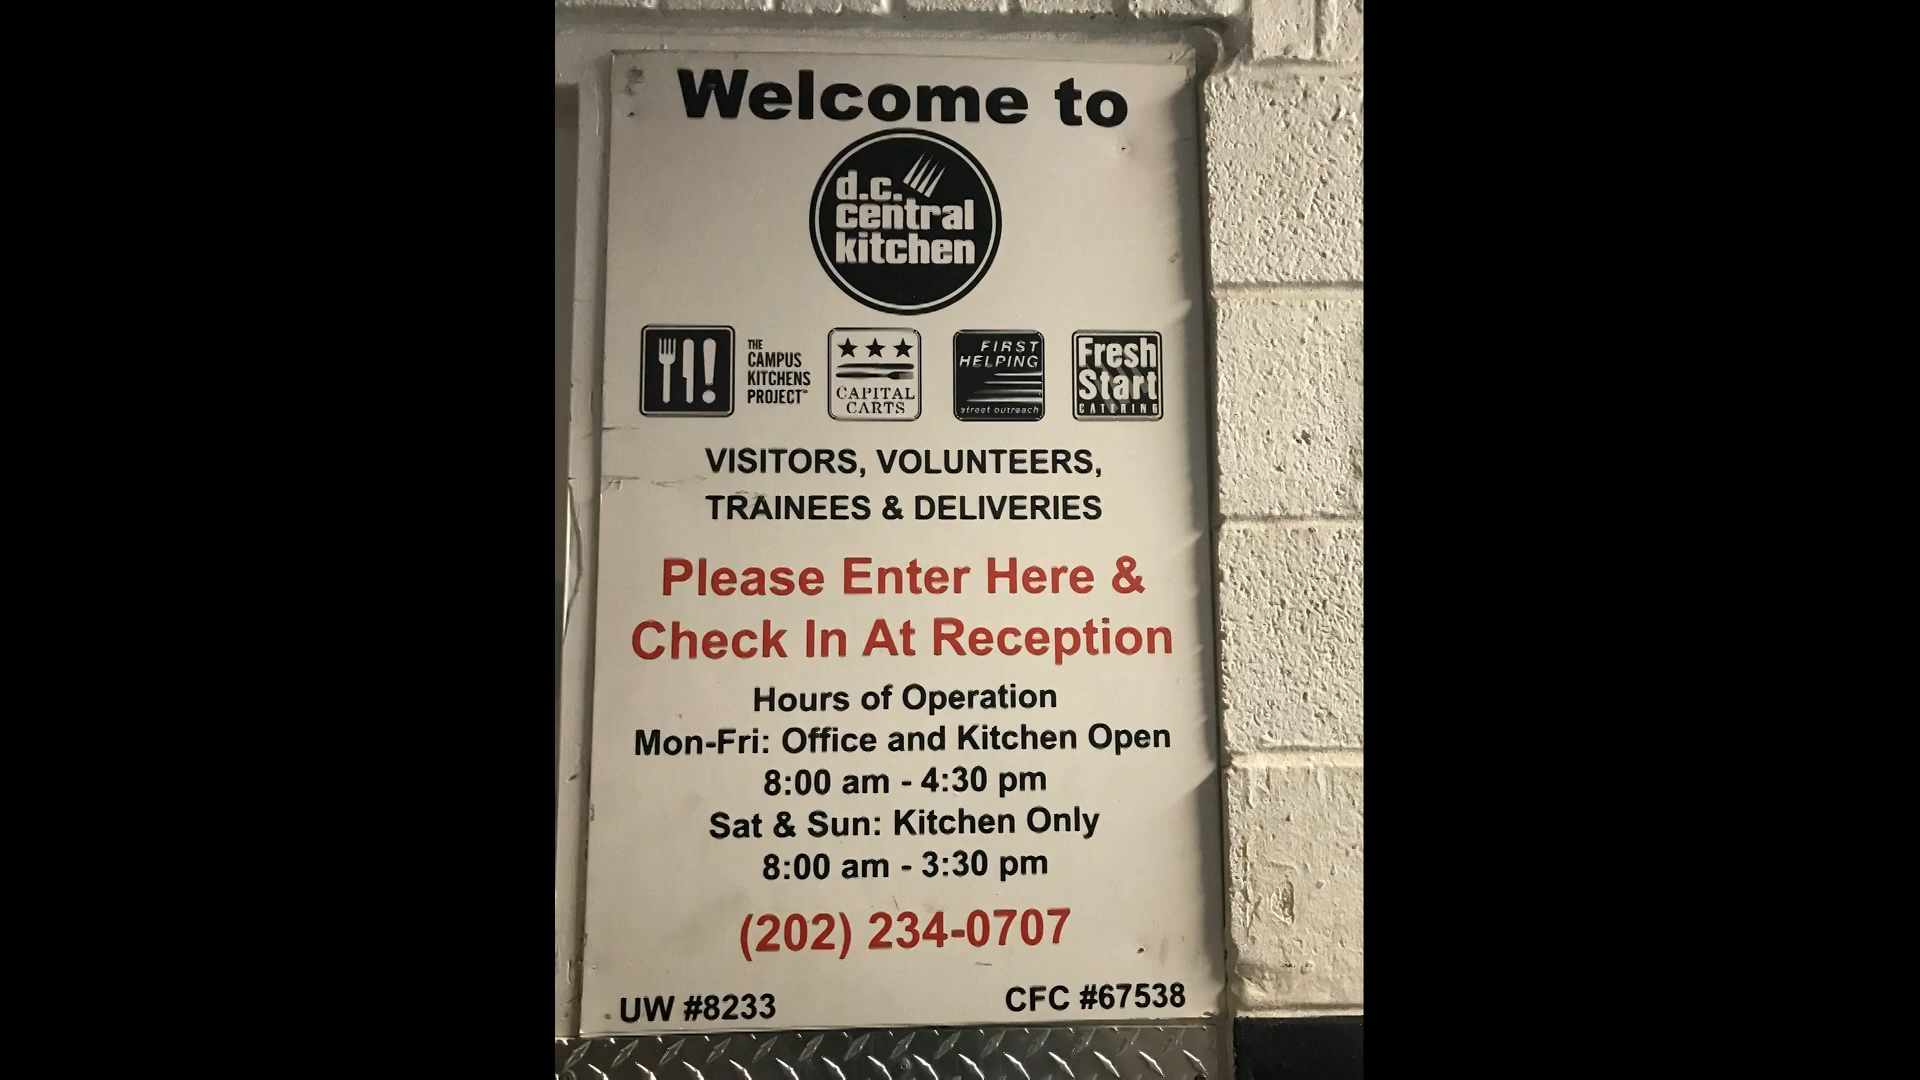 Welcome to
d.c.
central
kitchen
THE
CAMPUS
KITCHENS
PROJECT™
CAPITAL
CARTS
FIRST
HELPING
street outreach
Fresh
Start
CATERING
VISITORS, VOLUNTEERS,
TRAINEES & DELIVERIES
Please Enter Here &
Check In At Reception
Hours of Operation
Mon-Fri: Office and Kitchen Open
8:00 am - 4:30 pm
Sat & Sun: Kitchen Only
8:00 am - 3:30 pm
(202) 234-0707
UW #8233
CFC #67538